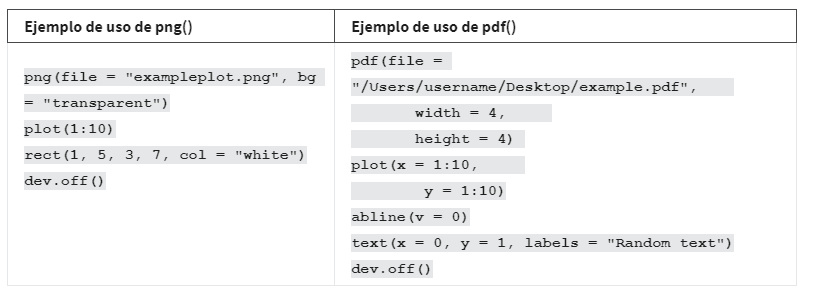 Ejemplo de uso de png()
Ejemplo de uso de pdf()
png(file = "exampleplot.png", bg
= "transparent")
plot(1:10)
rect(1, 5, 3, 7, col = "white")
dev.off()
pdf(file =
"/Users/username/Desktop/example.pdf",
width = 4,
height = 4)
plot(x = 1:10,
y = 1:10)
abline(v = 0)
text(x = 0, y = 1, labels = "Random text")
dev.off()